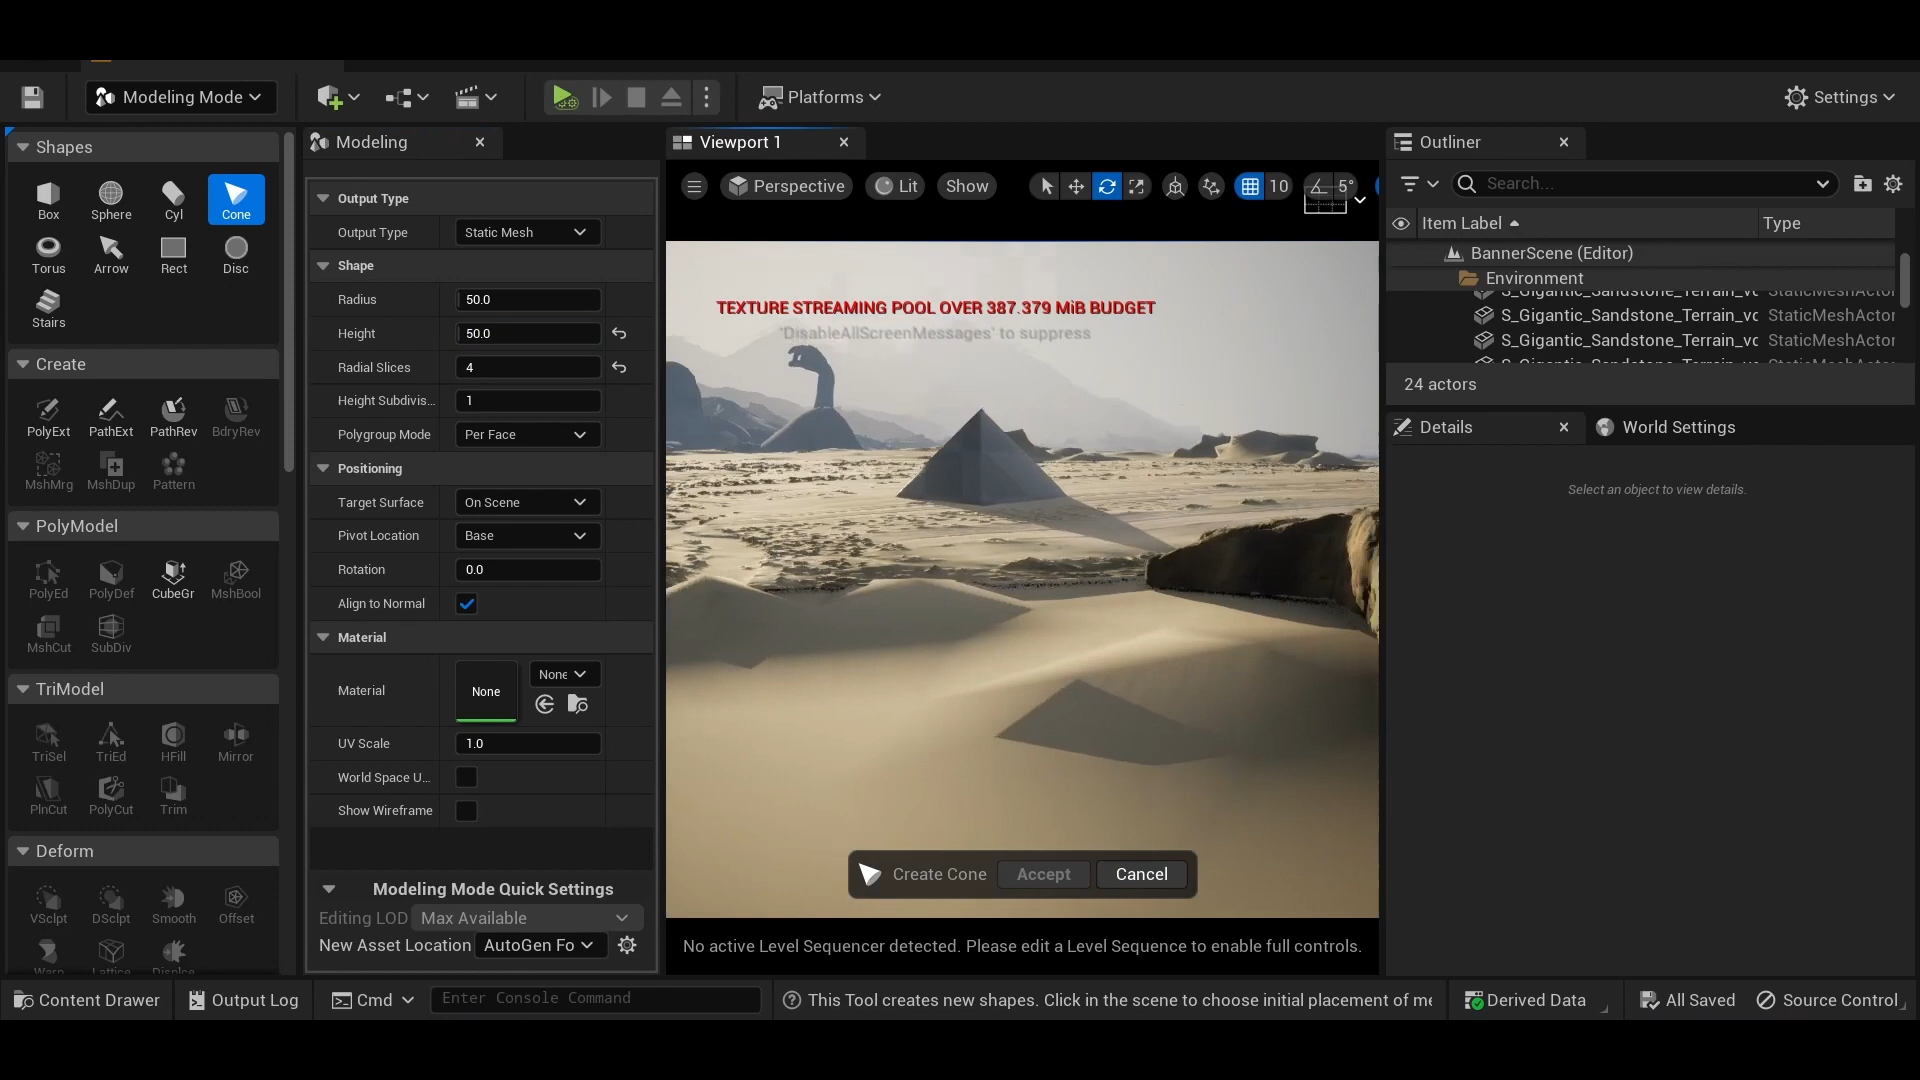 Modeling Mode
Platforms
Settings
Shapes
Box
Sphere
Cyl
Cone
Torus
Arrow
Rect
Disc
Stairs
Create
PolyExt
PathExt
PathRev
BdryRev
MshMrg
MshDup
Pattern
PolyModel
PolyEd
PolyDef
CubeGr
MshBool
MshCut
SubDiv
TriModel
TriSel
TriEd
HFill
Mirror
PlnCut
PolyCut
Trim
Deform
VSclpt
DSclpt
Smooth
Offset
Warp
Lattice
Displce
Modeling
Output Type
Output Type
Static Mesh
Shape
Radius
50.0
Height
50.0
Radial Slices
4
Height Subdivis...
1
Polygroup Mode
Per Face
Positioning
Target Surface
On Scene
Pivot Location
Base
Rotation
0.0
Align to Normal
Material
Material
None
None
UV Scale
1.0
World Space U...
Show Wireframe
Modeling Mode Quick Settings
Editing LOD
Max Available
New Asset Location
AutoGen Fo
Viewport 1
Perspective
Lit
Show
10
5°
TEXTURE STREAMING POOL OVER 387.379 MiB BUDGET
'DisableAllScreenMessages' to suppress
Create Cone
Accept
Cancel
No active Level Sequencer detected. Please edit a Level Sequence to enable full controls.
Outliner
Search...
Item Label
Type
BannerScene (Editor)
Environment
S_Gigantic_Sandstone_Terrain_vc StaticMeshActor
S_Gigantic_Sandstone_Terrain_vc StaticMeshActor
S_Gigantic_Sandstone_Terrain_vc StaticMeshActor
24 actors
Details
World Settings
Select an object to view details.
Content Drawer
Output Log
Cmd
Enter Console Command
This Tool creates new shapes. Click in the scene to choose initial placement of me
Derived Data
All Saved
Source Control